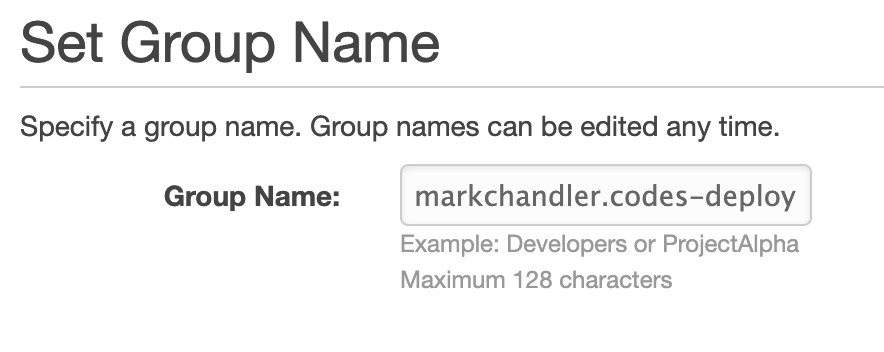 Set Group Name
Specify a group name. Group names can be edited any time.
Group Name: markchandler.codes-deploy
Example: Developers or ProjectAlpha
Maximum 128 characters